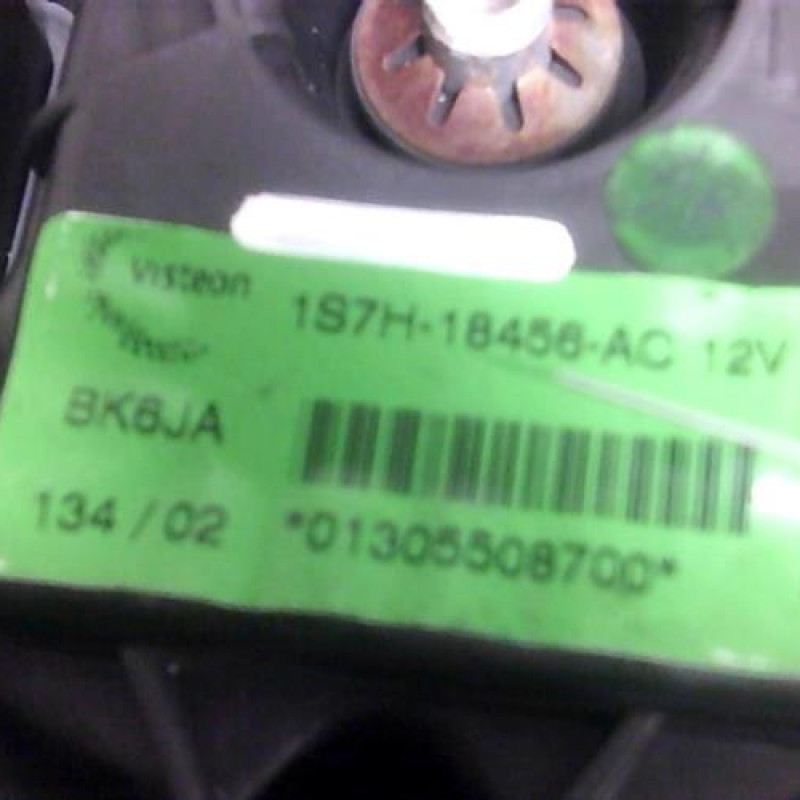 Visteon
1S7H-18456-AC 12V
BK6JA
134 / 02
*01305508700*